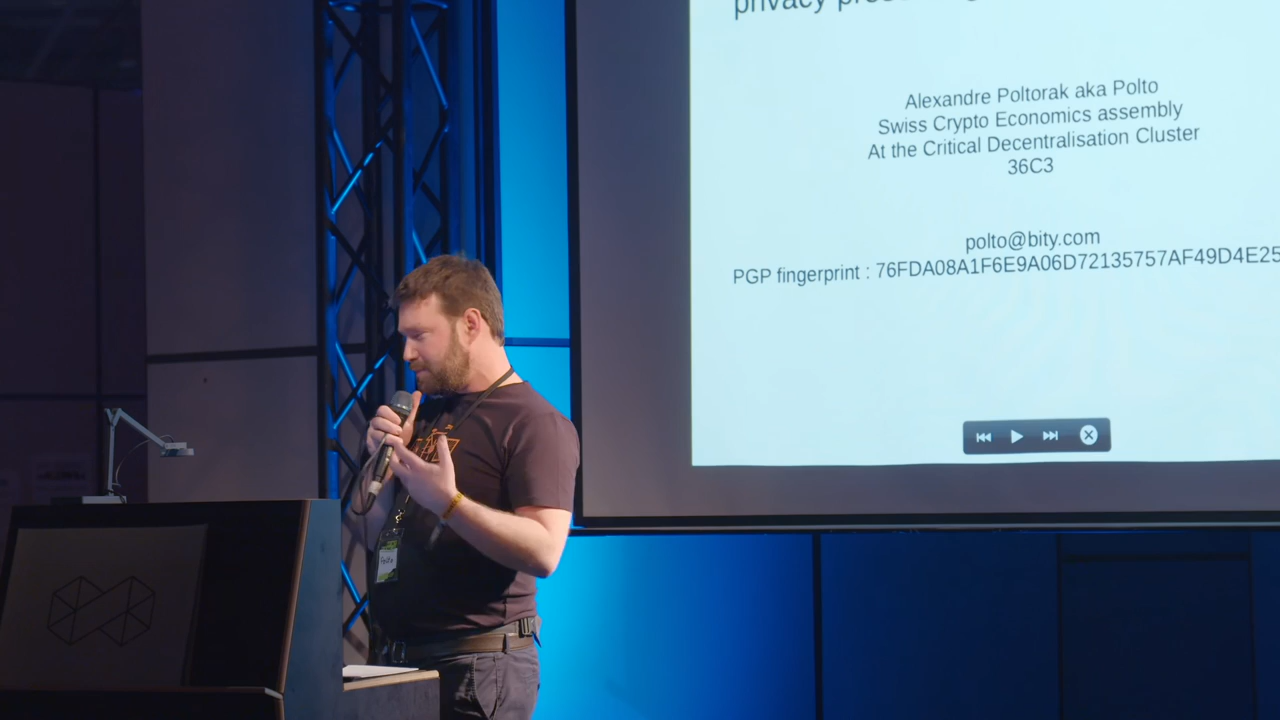 privacy
Alexandre Poltorak aka Polto
Swiss Crypto Economics assembly
At the Critical Decentralisation Cluster
36C3
polto@bity.com
PGP fingerprint : 76FDA08A1F6E9A06D72135757AF49D4E25